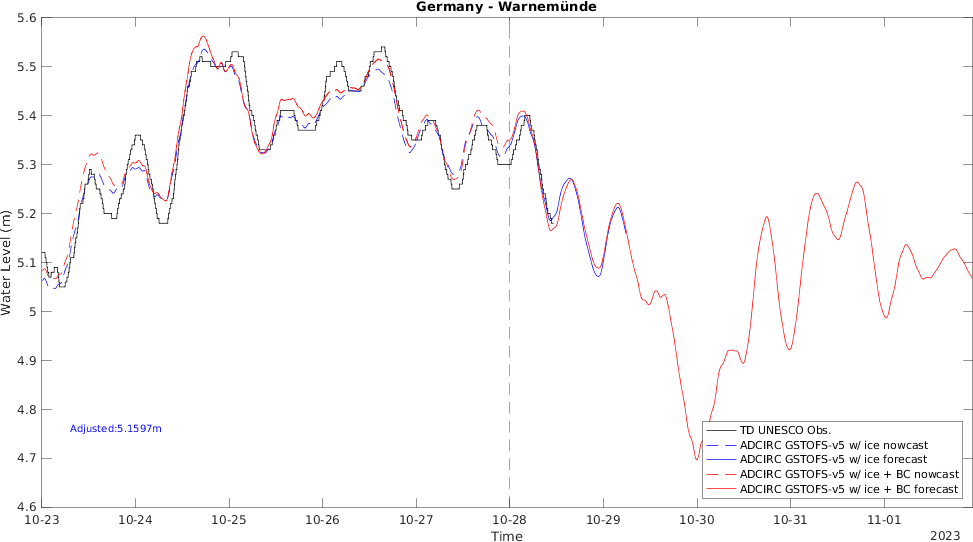 Germany - Warnemünde
5.6
5.5
5.4
5.3
5.2
5.1
5
4.9
4.8
4.7
4.6
Water Level (m)
Adjusted:5.1597m
TD UNESCO Obs.
ADCIRC GSTOFS-v5 w/ ice nowcast
ADCIRC GSTOFS-v5 w/ ice forecast
ADCIRC GSTOFS-v5 w/ ice + BC nowcast
ADCIRC GSTOFS-v5 w/ ice + BC forecast
10-23 10-24 10-25 10-26 10-27 10-28 10-29 10-30 10-31 11-01
Time
2023